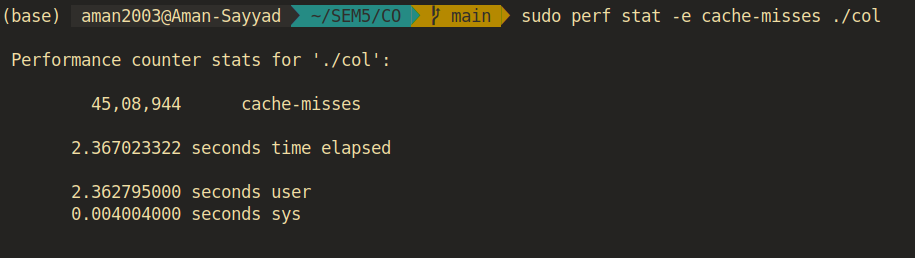 (base) aman2003@Aman-Sayyad ~/SEM5/CO main sudo perf stat -e cache-misses ./col
Performance counter stats for './col':
45,08,944 cache-misses
2.367023322 seconds time elapsed
2.362795000 seconds user
0.004004000 seconds sys